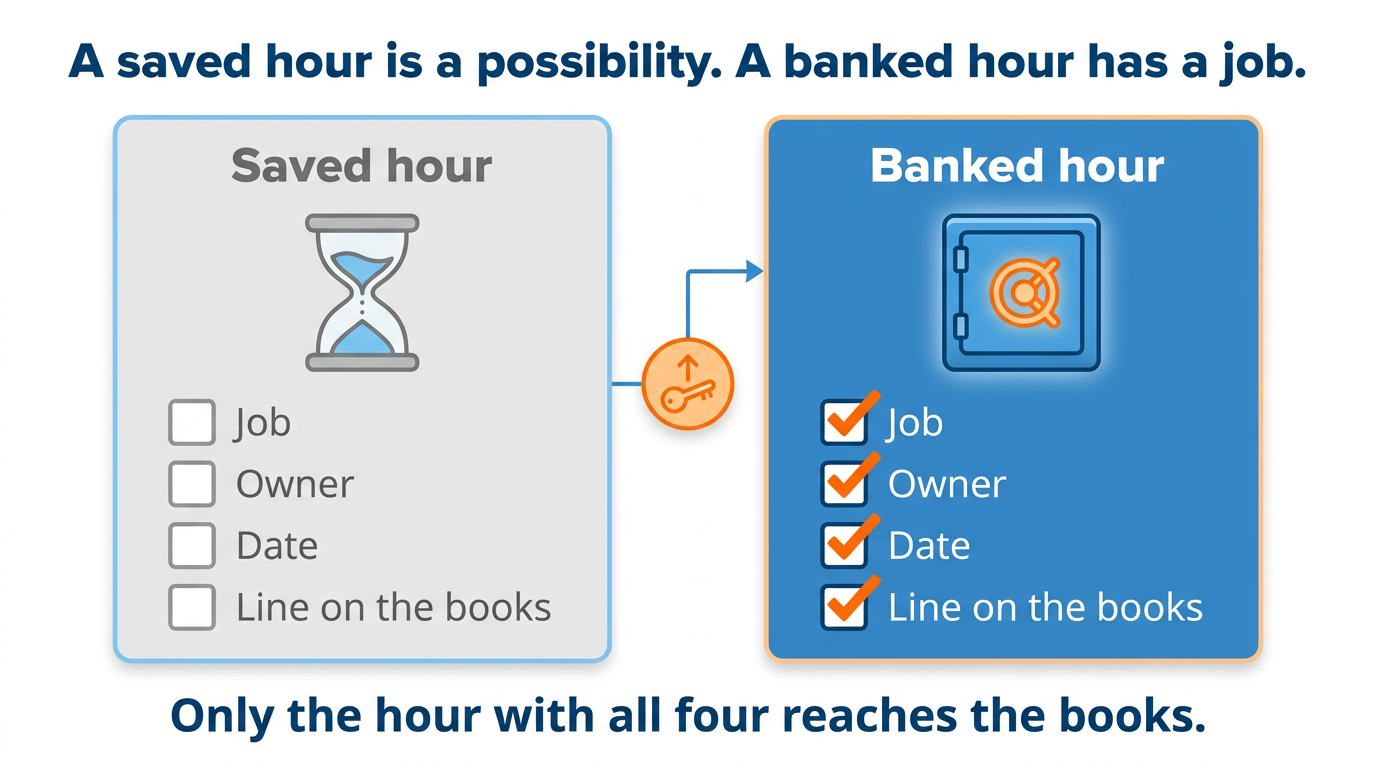 A saved hour is a possibility. A banked hour has a job.
Saved hour
Job
Owner
Date
Line on the books
Banked hour
Job
Owner
Date
Line on the books
Only the hour with all four reaches the books.